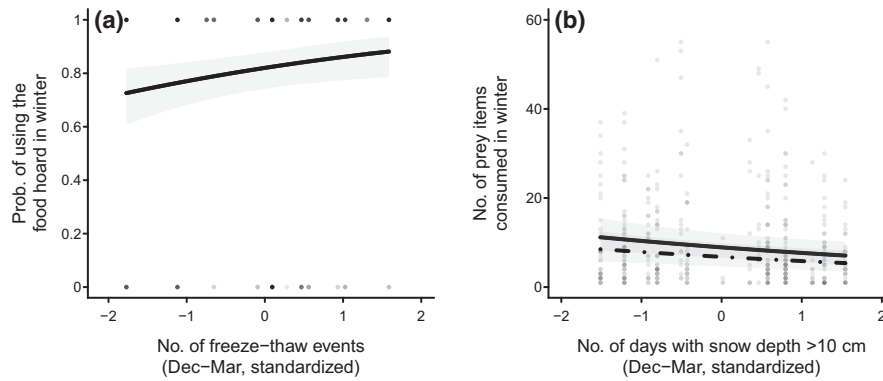 (a)
Prob. of using the
food hoard in winter
1
0.8
0.6
0.4
0.2
0
−2
−1
0
1
2
No. of freeze−thaw events
(Dec−Mar, standardized)
(b)
No. of prey items
consumed in winter
60
40
20
0
−2
−1
0
1
2
No. of days with snow depth >10 cm
(Dec−Mar, standardized)